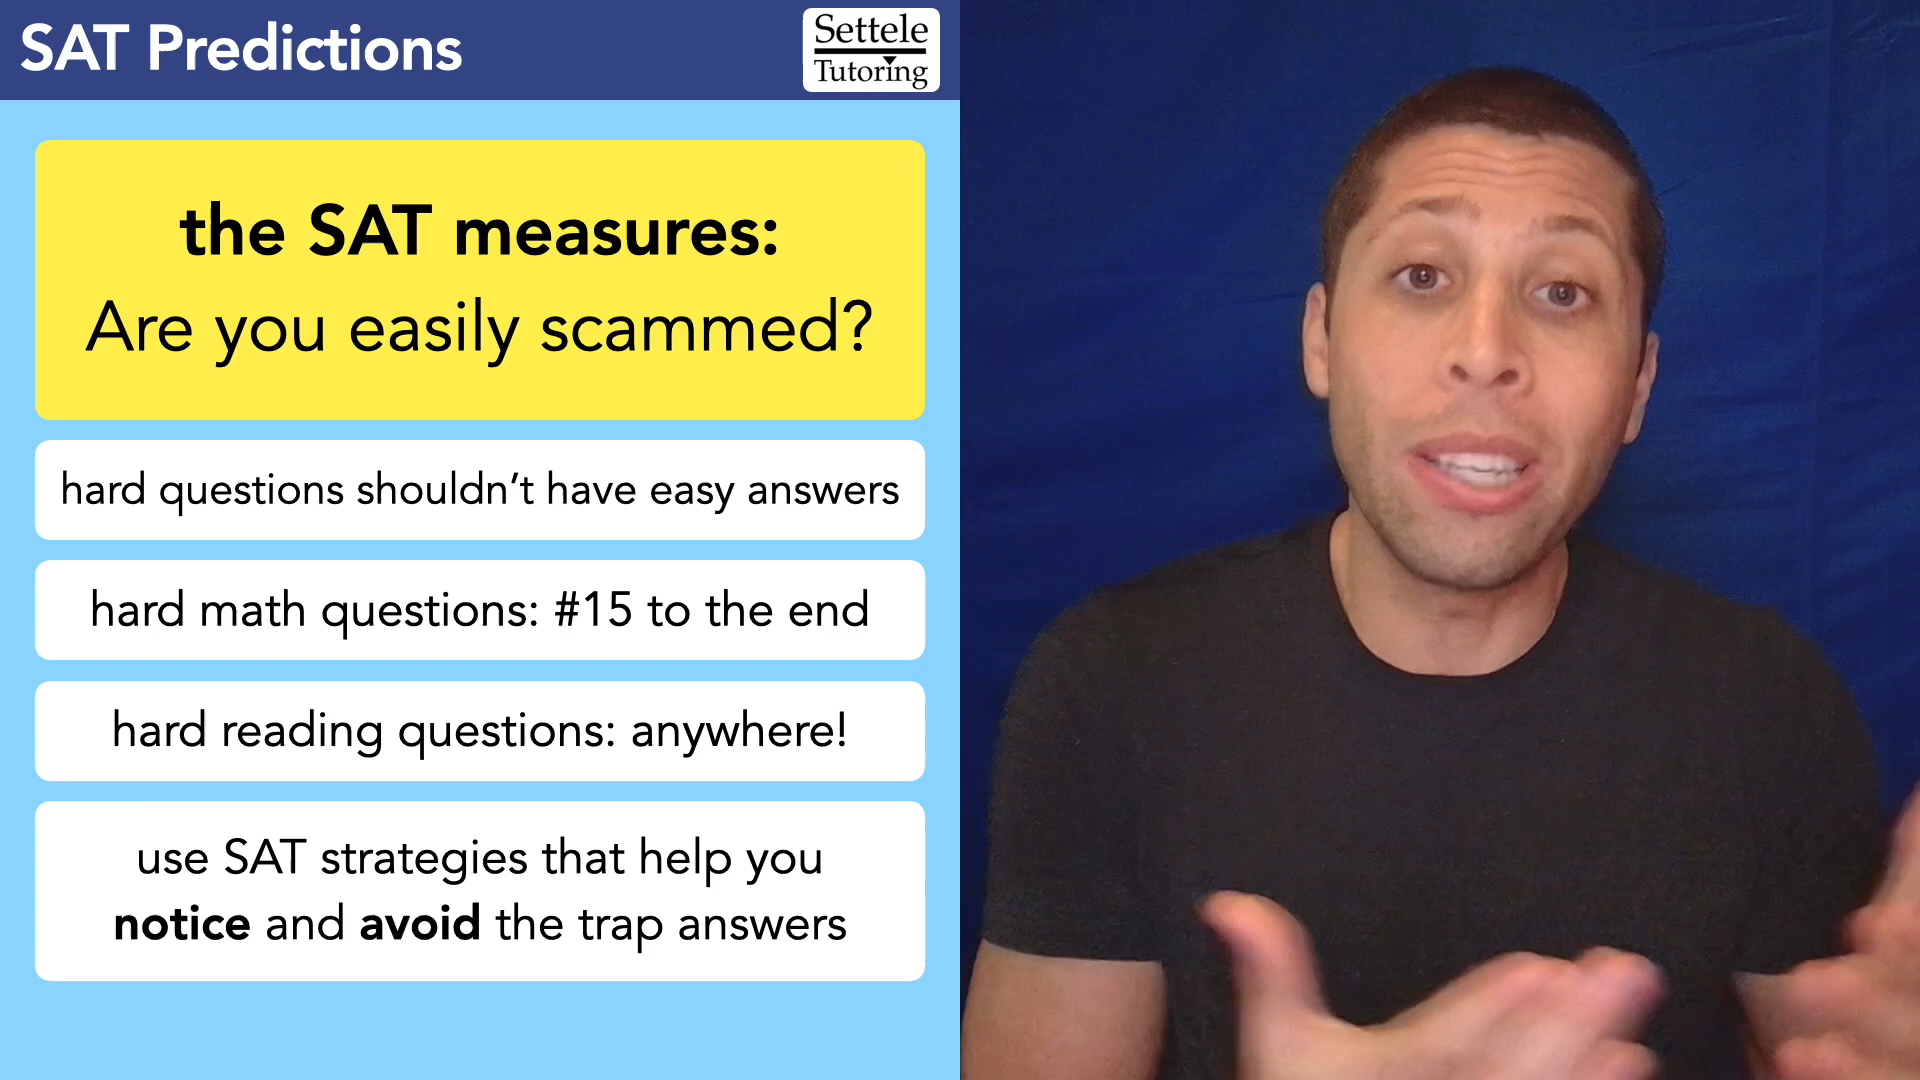 SAT Predictions
Settele
Tutoring
the SAT measures:
Are you easily scammed?
hard questions shouldn’t have easy answers
hard math questions: #15 to the end
hard reading questions: anywhere!
use SAT strategies that help you
notice and avoid the trap answers